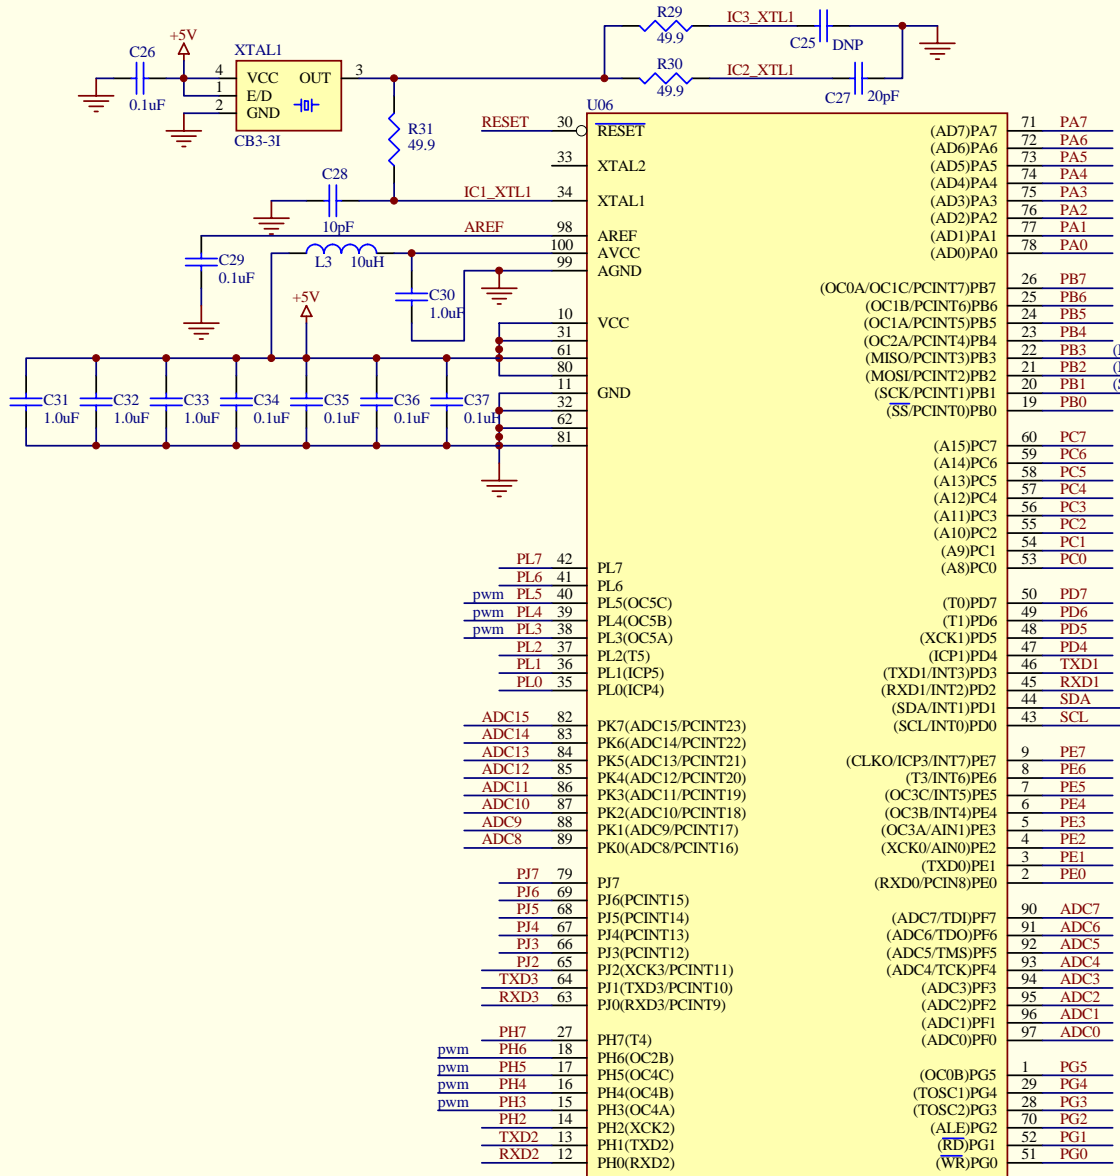 R29
49.9
IC3_XTL1
C25
DNP
R30
49.9
IC2_XTL1
C27
20pF
+5V
C26
0.1uF
XTAL1
4
1
2
VCC OUT
E/D
GND
3
CB3-3I
R31
49.9
C28
10pF
IC1_XTL1
AREF
C29
0.1uF
L3
10uH
C30
1.0uF
+5V
C31
1.0uF
C32
1.0uF
C33
1.0uF
C34
0.1uF
C35
0.1uF
C36
0.1uF
C37
0.1uF
U06
RESET 30 RESET
33 XTAL2
34 XTAL1
98 AREF
100 AVCC
99 AGND
10 VCC
31
61
80
11 GND
32
62
81
PL7 42 PL7
PL6 41 PL6
pwm PL5 40 PL5(OC5C)
pwm PL4 39 PL4(OC5B)
pwm PL3 38 PL3(OC5A)
PL2 37 PL2(T5)
PL1 36 PL1(ICP5)
PL0 35 PL0(ICP4)
ADC15 82 PK7(ADC15/PCINT23)
ADC14 83 PK6(ADC14/PCINT22)
ADC13 84 PK5(ADC13/PCINT21)
ADC12 85 PK4(ADC12/PCINT20)
ADC11 86 PK3(ADC11/PCINT19)
ADC10 87 PK2(ADC10/PCINT18)
ADC9 88 PK1(ADC9/PCINT17)
ADC8 89 PK0(ADC8/PCINT16)
PJ7 79 PJ7
PJ6 69 PJ6(PCINT15)
PJ5 68 PJ5(PCINT14)
PJ4 67 PJ4(PCINT13)
PJ3 66 PJ3(PCINT12)
PJ2 65 PJ2(XCK3/PCINT11)
TXD3 64 PJ1(TXD3/PCINT10)
RXD3 63 PJ0(RXD3/PCINT9)
PH7 27 PH7(T4)
pwm PH6 18 PH6(OC2B)
pwm PH5 17 PH5(OC4C)
pwm PH4 16 PH4(OC4B)
pwm PH3 15 PH3(OC4A)
PH2 14 PH2(XCK2)
TXD2 13 PH1(TXD2)
RXD2 12 PH0(RXD2)
(AD7)PA7 71 PA7
(AD6)PA6 72 PA6
(AD5)PA5 73 PA5
(AD4)PA4 74 PA4
(AD3)PA3 75 PA3
(AD2)PA2 76 PA2
(AD1)PA1 77 PA1
(AD0)PA0 78 PA0
(OC0A/OC1C/PCINT7)PB7 26 PB7
(OC1B/PCINT6)PB6 25 PB6
(OC1A/PCINT5)PB5 24 PB5
(OC2A/PCINT4)PB4 23 PB4
(MISO/PCINT3)PB3 22 PB3
(MOSI/PCINT2)PB2 21 PB2
(SCK/PCINT1)PB1 20 PB1
(SS/PCINT0)PB0 19 PB0
(A15)PC7 60 PC7
(A14)PC6 59 PC6
(A13)PC5 58 PC5
(A12)PC4 57 PC4
(A11)PC3 56 PC3
(A10)PC2 55 PC2
(A9)PC1 54 PC1
(A8)PC0 53 PC0
(T0)PD7 50 PD7
(T1)PD6 49 PD6
(XCK1)PD5 48 PD5
(ICP1)PD4 47 PD4
(TXD1/INT3)PD3 46 TXD1
(RXD1/INT2)PD2 45 RXD1
(SDA/INT1)PD1 44 SDA
(SCL/INT0)PD0 43 SCL
(CLKO/ICP3/INT7)PE7 9 PE7
(T3/INT6)PE6 8 PE6
(OC3C/INT5)PE5 7 PE5
(OC3B/INT4)PE4 6 PE4
(OC3A/AIN1)PE3 5 PE3
(XCK0/AIN0)PE2 4 PE2
(TXD0)PE1 3 PE1
(RXD0/PCIN8)PE0 2 PE0
(ADC7/TDI)PF7 90 ADC7
(ADC6/TDO)PF6 91 ADC6
(ADC5/TMS)PF5 92 ADC5
(ADC4/TCK)PF4 93 ADC4
(ADC3)PF3 94 ADC3
(ADC2)PF2 95 ADC2
(ADC1)PF1 96 ADC1
(ADC0)PF0 97 ADC0
(OC0B)PG5 1 PG5
(TOSC1)PG4 29 PG4
(TOSC2)PG3 28 PG3
(ALE)PG2 70 PG2
(RD)PG1 52 PG1
(WR)PG0 51 PG0